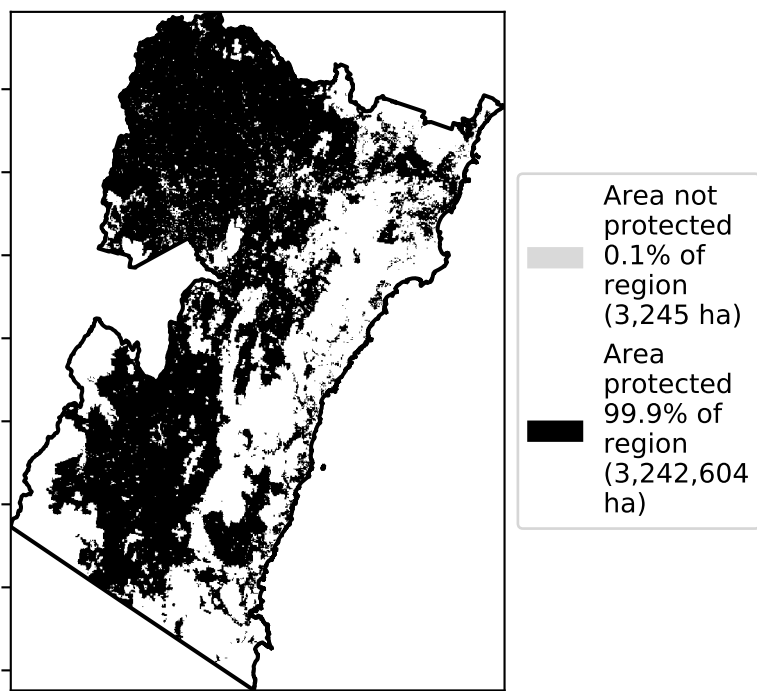 Area not
protected
0.1% of
region
(3,245 ha)
Area
protected
99.9% of
region
(3,242,604
ha)